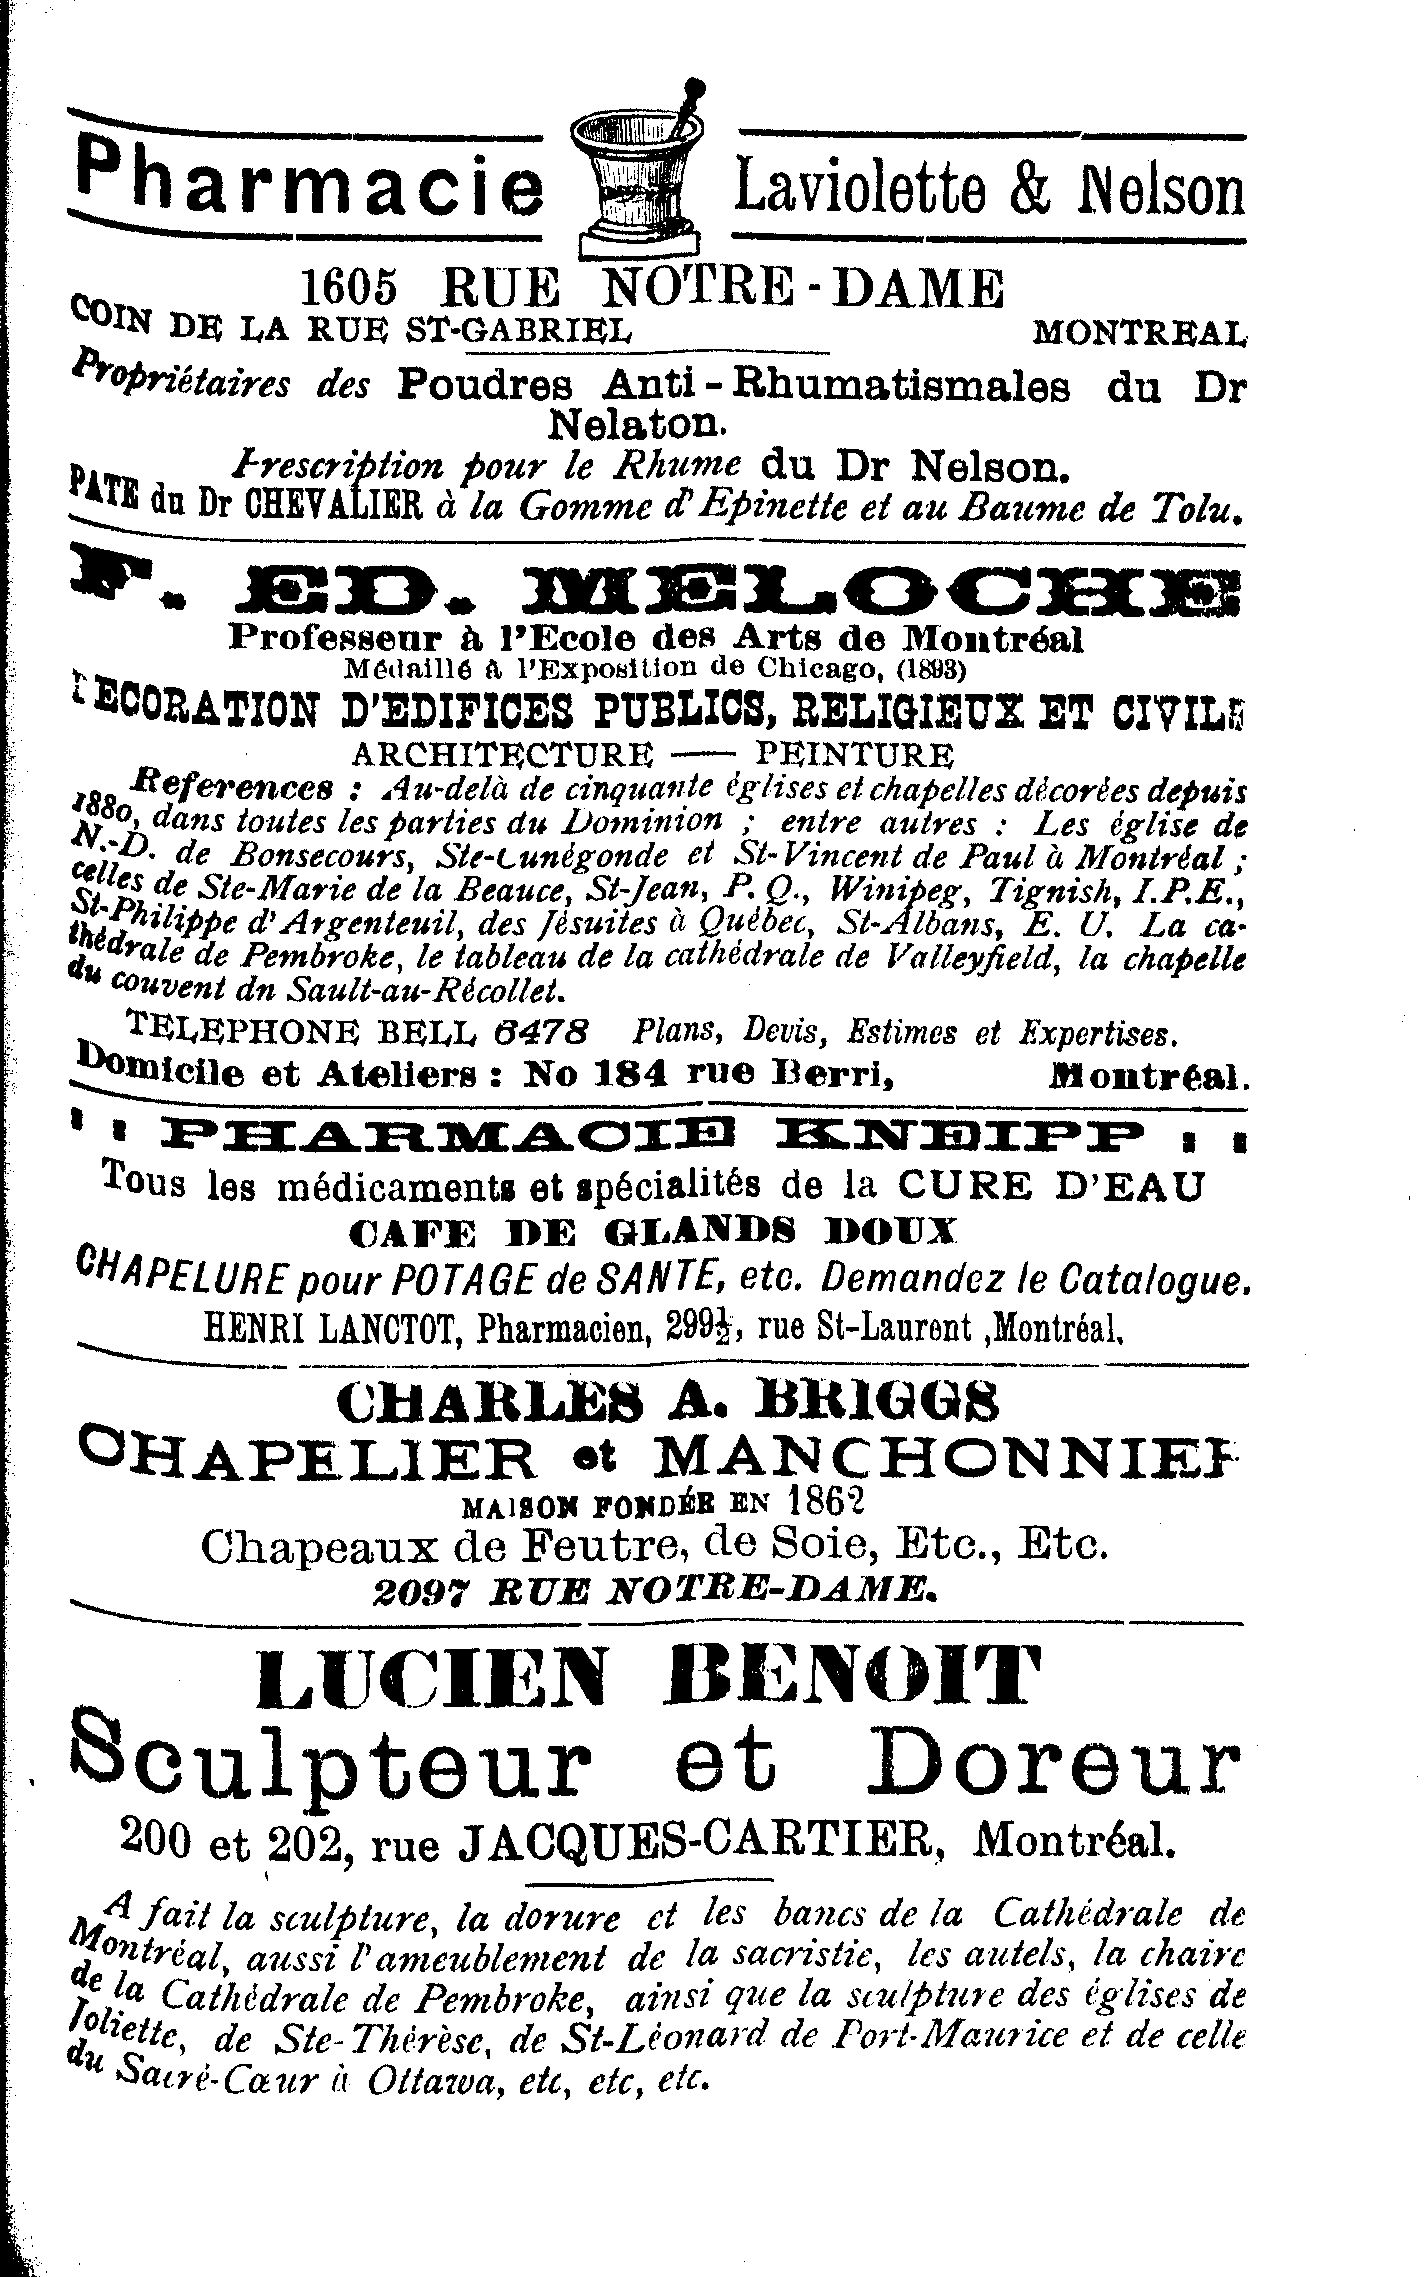 Pharmacie Laviolette & Nelson
1605 RUE NOTRE-DAME
COIN DE LA RUE ST-GABRIEL MONTREAL
Propriétaires des Poudres Anti-Rhumatismales du Dr
Nelaton.
Prescription pour le Rhume du Dr Nelson.
PATE du Dr CHEVALIER à la Gomme d'Epinette et au Baume de Tolu.
F. ED. MELOCHE
Professeur à l'Ecole des Arts de Montréal
Médaillé à l'Exposition de Chicago, (1893)
DECORATION D'EDIFICES PUBLICS, RELIGIEUX ET CIVILS
ARCHITECTURE — PEINTURE
References : Au-delà de cinquante églises et chapelles décorées depuis
1880, dans toutes les parties du Dominion ; entre autres : Les église de
N.-D. de Bonsecours, Ste-Cunégonde et St-Vincent de Paul à Montréal ;
celles de Ste-Marie de la Beauce, St-Jean, P. Q., Winipeg, Tignish, I.P.E.,
St-Philippe d'Argenteuil, des Jésuites à Québec, St-Albans, E. U. La ca-
thédrale de Pembroke, le tableau de la cathédrale de Valleyfield, la chapelle
du couvent dn Sault-au-Récollet.
TELEPHONE BELL 6478 Plans, Devis, Estimes et Expertises.
Domicile et Ateliers : No 184 rue Berri, Montréal.
: : PHARMACIE KNEIPP : :
Tous les médicaments et spécialités de la CURE D'EAU
CAFE DE GLANDS DOUX
CHAPELURE pour POTAGE de SANTE, etc. Demandez le Catalogue.
HENRI LANCTOT, Pharmacien, 299½, rue St-Laurent ,Montréal.
CHARLES A. BRIGGS
CHAPELIER et MANCHONNIER
MAISON FONDÉE EN 1862
Chapeaux de Feutre, de Soie, Etc., Etc.
2097 RUE NOTRE-DAME.
LUCIEN BENOIT
Sculpteur et Doreur
200 et 202, rue JACQUES-CARTIER, Montréal.
A fait la sculpture, la dorure et les bancs de la Cathédrale de
Montréal, aussi l'ameublement de la sacristie, les autels, la chaire
de la Cathédrale de Pembroke, ainsi que la sculpture des églises de
Joliette, de Ste-Thérèse, de St-Léonard de Port-Maurice et de celle
du Sacré-Cœur à Ottawa, etc, etc, etc.